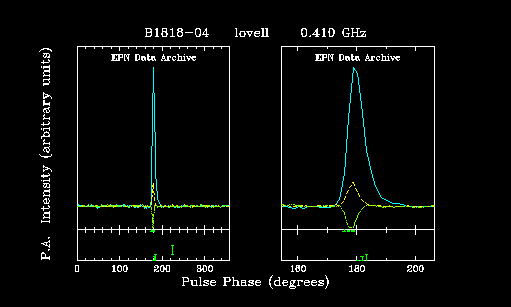 B1818-04 lovell 0.410 GHz
EPN Data Archive EPN Data Archive
P.A. Intensity (arbitrary units)
0 100 200 300 160 180 200
Pulse Phase (degrees)